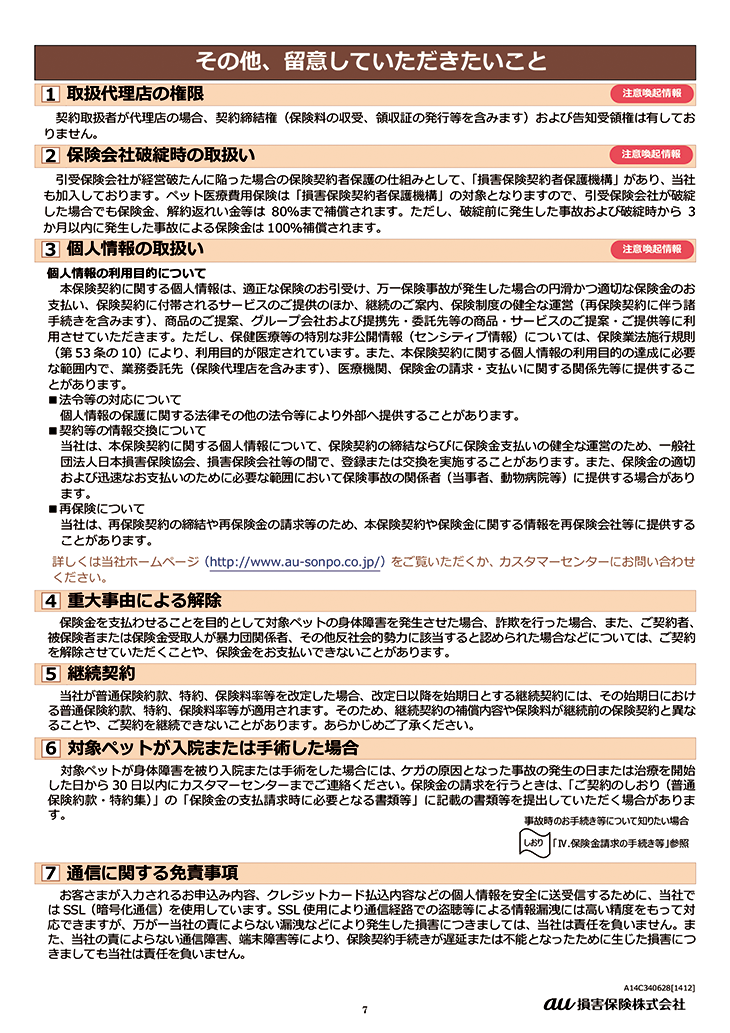 その他、留意していただきたいこと
1 取扱代理店の権限 注意喚起情報
契約取扱者が代理店の場合、契約締結権（保険料の収受、領収証の発行等を含みます）および告知受領権は有してお
りません。
2 保険会社破綻時の取扱い 注意喚起情報
引受保険会社が経営破たんに陥った場合の保険契約者保護の仕組みとして、「損害保険契約者保護機構」があり、当社
も加入しております。ペット医療費用保険は「損害保険契約者保護機構」の対象となりますので、引受保険会社が破綻
した場合でも保険金、解約返れい金等は 80％まで補償されます。ただし、破綻前に発生した事故および破綻時から 3
か月以内に発生した事故による保険金は 100％補償されます。
3 個人情報の取扱い 注意喚起情報
個人情報の利用目的について
本保険契約に関する個人情報は、適正な保険のお引受け、万一保険事故が発生した場合の円滑かつ適切な保険金のお
支払い、保険契約に付帯されるサービスのご提供のほか、継続のご案内、保険制度の健全な運営（再保険契約に伴う諸
手続きを含みます）、商品のご提案、グループ会社および提携先・委託先等の商品・サービスのご提案・ご提供等に利
用させていただきます。ただし、保健医療等の特別な非公開情報（センシティブ情報）については、保険業法施行規則
（第 53 条の 10）により、利用目的が限定されています。また、本保険契約に関する個人情報の利用目的の達成に必要
な範囲内で、業務委託先（保険代理店を含みます）、医療機関、保険金の請求・支払いに関する関係先等に提供するこ
とがあります。
■法令等の対応について
個人情報の保護に関する法律その他の法令等により外部へ提供することがあります。
■契約等の情報交換について
当社は、本保険契約に関する個人情報について、保険契約の締結ならびに保険金支払いの健全な運営のため、一般社
団法人日本損害保険協会、損害保険会社等の間で、登録または交換を実施することがあります。また、保険金の適切
および迅速なお支払いのために必要な範囲において保険事故の関係者（当事者、動物病院等）に提供する場合があり
ます。
■再保険について
当社は、再保険契約の締結や再保険金の請求等のため、本保険契約や保険金に関する情報を再保険会社等に提供する
ことがあります。
詳しくは当社ホームページ（http://www.au-sonpo.co.jp/）をご覧いただくか、カスタマーセンターにお問い合わせ
ください。
4 重大事由による解除
保険金を支払わせることを目的として対象ペットの身体障害を発生させた場合、詐欺を行った場合、また、ご契約者、
被保険者または保険金受取人が暴力団関係者、その他反社会的勢力に該当すると認められた場合などについては、ご契約
を解除させていただくことや、保険金をお支払いできないことがあります。
5 継続契約
当社が普通保険約款、特約、保険料率等を改定した場合、改定日以降を始期日とする継続契約には、その始期日におけ
る普通保険約款、特約、保険料率等が適用されます。そのため、継続契約の補償内容や保険料が継続前の保険契約と異な
ることや、ご契約を継続できないことがあります。あらかじめご了承ください。
6 対象ペットが入院または手術した場合
対象ペットが身体障害を被り入院または手術をした場合には、ケガの原因となった事故の発生の日または治療を開始
した日から 30 日以内にカスタマーセンターまでご連絡ください。保険金の請求を行うときは、「ご契約のしおり（普通
保険約款・特約集）」の「保険金の支払請求時に必要となる書類等」に記載の書類等を提出していただく場合がありま
す。
事故時のお手続き等について知りたい場合
しおり 「Ⅳ.保険金請求の手続き等」参照
7 通信に関する免責事項
お客さまが入力されるお申込み内容、クレジットカード払込内容などの個人情報を安全に送受信するために、当社で
は SSL（暗号化通信）を使用しています。SSL 使用により通信経路での盗聴等による情報漏洩には高い精度をもって対
応できますが、万が一当社の責によらない漏洩などにより発生した損害につきましては、当社は責任を負いません。ま
た、当社の責によらない通信障害、端末障害等により、保険契約手続きが遅延または不能となったために生じた損害につ
きましても当社は責任を負いません。
A14C340628[1412]
au 損害保険株式会社
7